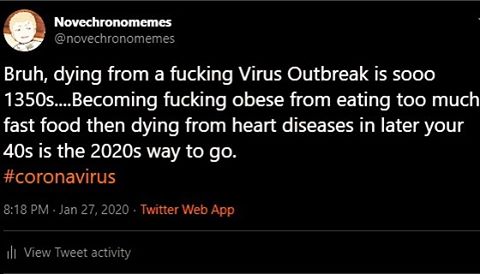 Novechronomemes
@novechronomemes
Bruh, dying from a fucking Virus Outbreak is sooo
1350s....Becoming fucking obese from eating too much
fast food then dying from heart diseases in later your
40s is the 2020s way to go.
#coronavirus
8:18 PM · Jan 27, 2020 · Twitter Web App
View Tweet activity